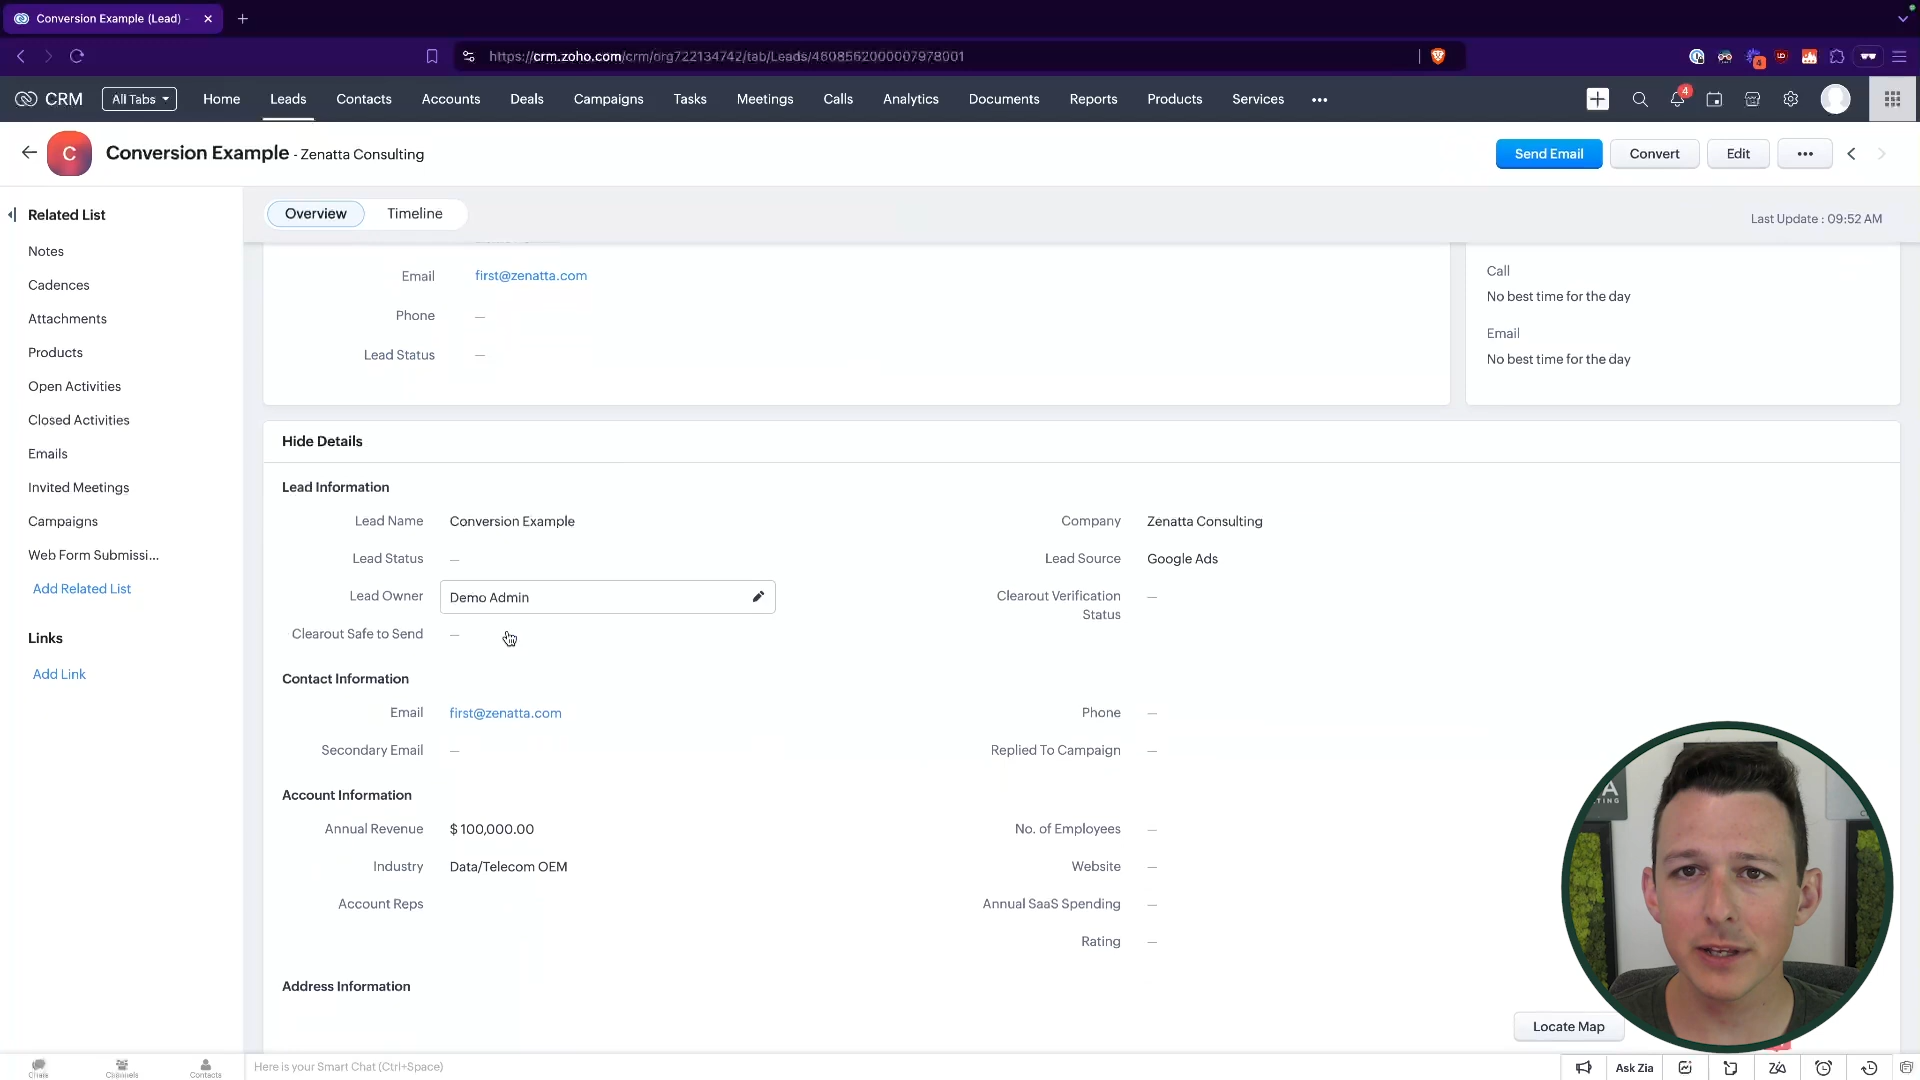 Conversion Example (Lead) -
https://crm.zoho.com/crm/org722134742/tab/Leads/4608562000007978001
CRM
All Tabs
Home
Leads
Contacts
Accounts
Deals
Campaigns
Tasks
Meetings
Calls
Analytics
Documents
Reports
Products
Services
4
4
C
Conversion Example - Zenatta Consulting
Send Email
Convert
Edit
Related List
Notes
Cadences
Attachments
Products
Open Activities
Closed Activities
Emails
Invited Meetings
Campaigns
Web Form Submissi...
Add Related List
Links
Add Link
Overview
Timeline
Last Update : 09:52 AM
Email first@zenatta.com
Phone —
Lead Status —
Call
No best time for the day
Email
No best time for the day
Hide Details
Lead Information
Lead Name Conversion Example
Company Zenatta Consulting
Lead Status —
Lead Source Google Ads
Lead Owner Demo Admin
Clearout Verification
Status —
Clearout Safe to Send —
Contact Information
Email first@zenatta.com
Phone —
Secondary Email —
Replied To Campaign —
Account Information
Annual Revenue $ 100,000.00
No. of Employees —
Industry Data/Telecom OEM
Website —
Account Reps
Annual SaaS Spending —
Rating —
Address Information
Locate Map
Chats
Channels
Contacts
Here is your Smart Chat (Ctrl+Space)
Ask Zia